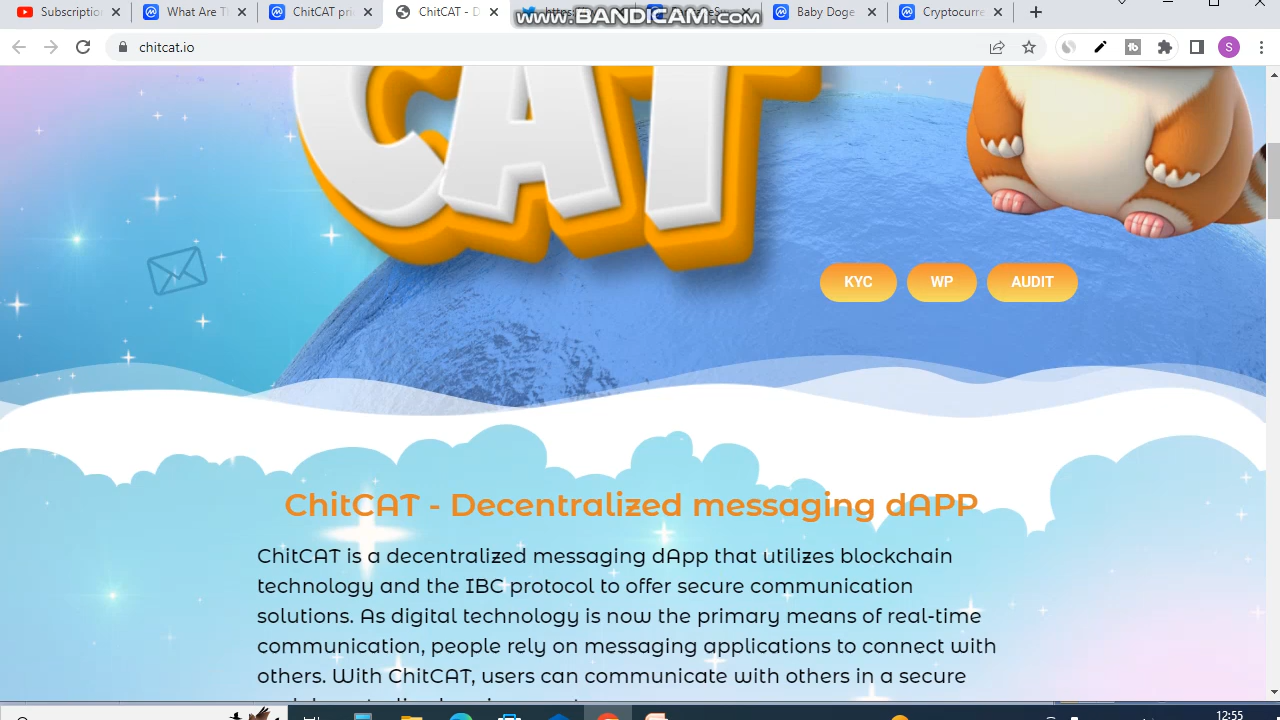 Subscriptio
What Are T
ChitCAT pri
ChitCAT - D
Baby Doge
Cryptocurre
www.BANDICAM.com
chitcat.io
S
CAT
KYC
WP
AUDIT
ChitCAT - Decentralized messaging dAPP
ChitCAT is a decentralized messaging dApp that utilizes blockchain
technology and the IBC protocol to offer secure communication
solutions. As digital technology is now the primary means of real-time
communication, people rely on messaging applications to connect with
others. With ChitCAT, users can communicate with others in a secure
12:55